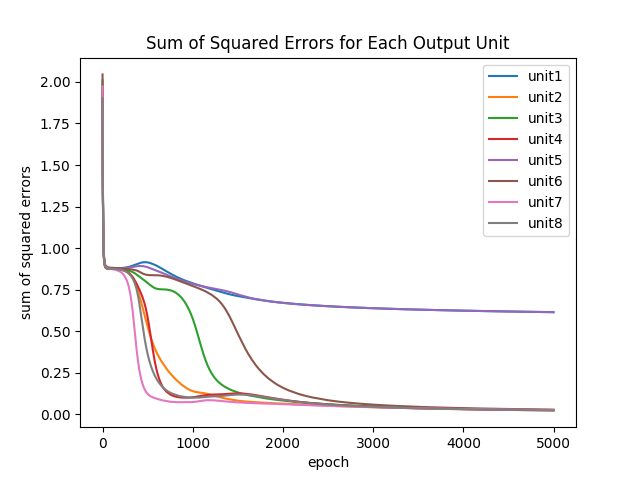 Sum of Squared Errors for Each Output Unit
2.00
1.75
1.50
1.25
1.00
0.75
0.50
0.25
0.00
sum of squared errors
unit1
unit2
unit3
unit4
unit5
unit6
unit7
unit8
0 1000 2000 3000 4000 5000
epoch